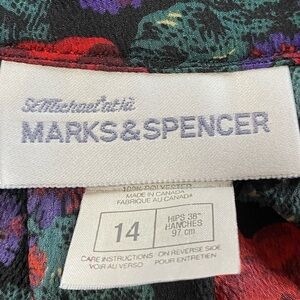 St Michael at/à
MARKS&SPENCER
100% POLYESTER
MADE IN CANADA
FABRIQUE AU CANADA
14
HIPS 38"
HANCHES
97 cm
CARE INSTRUCTIONS : ON REVERSE SIDE
VOIR AU VERSO POUR ENTRETIEN